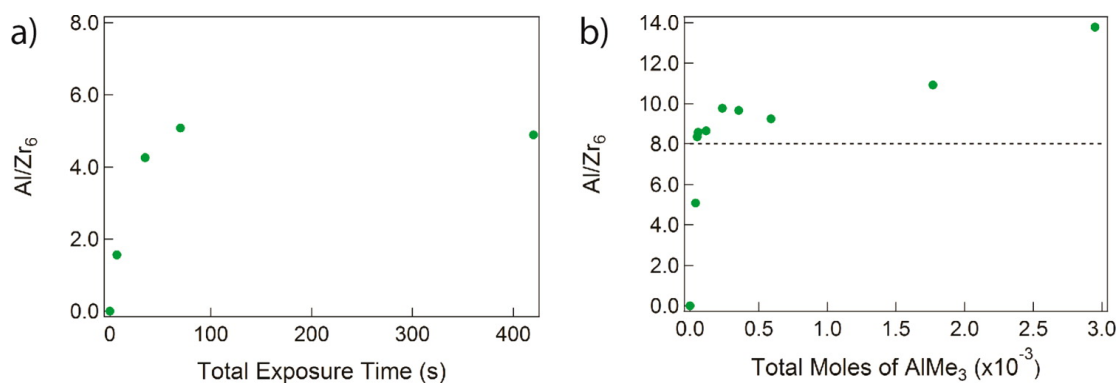 a)
8.0
6.0
4.0
2.0
0.0
Al/Zr₆
0 100 200 300 400
Total Exposure Time (s)
b)
14.0
12.0
10.0
8.0
6.0
4.0
2.0
0.0
Al/Zr₆
0.0 0.5 1.0 1.5 2.0 2.5 3.0
Total Moles of AlMe₃ (x10⁻³)